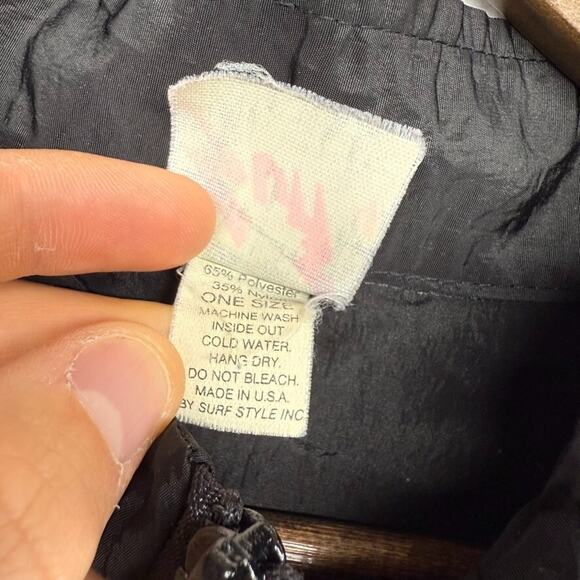 65% Polyester
35% Nylon
ONE SIZE
MACHINE WASH
INSIDE OUT
COLD WATER.
HANG DRY.
DO NOT BLEACH.
MADE IN U.S.A.
BY SURF STYLE INC